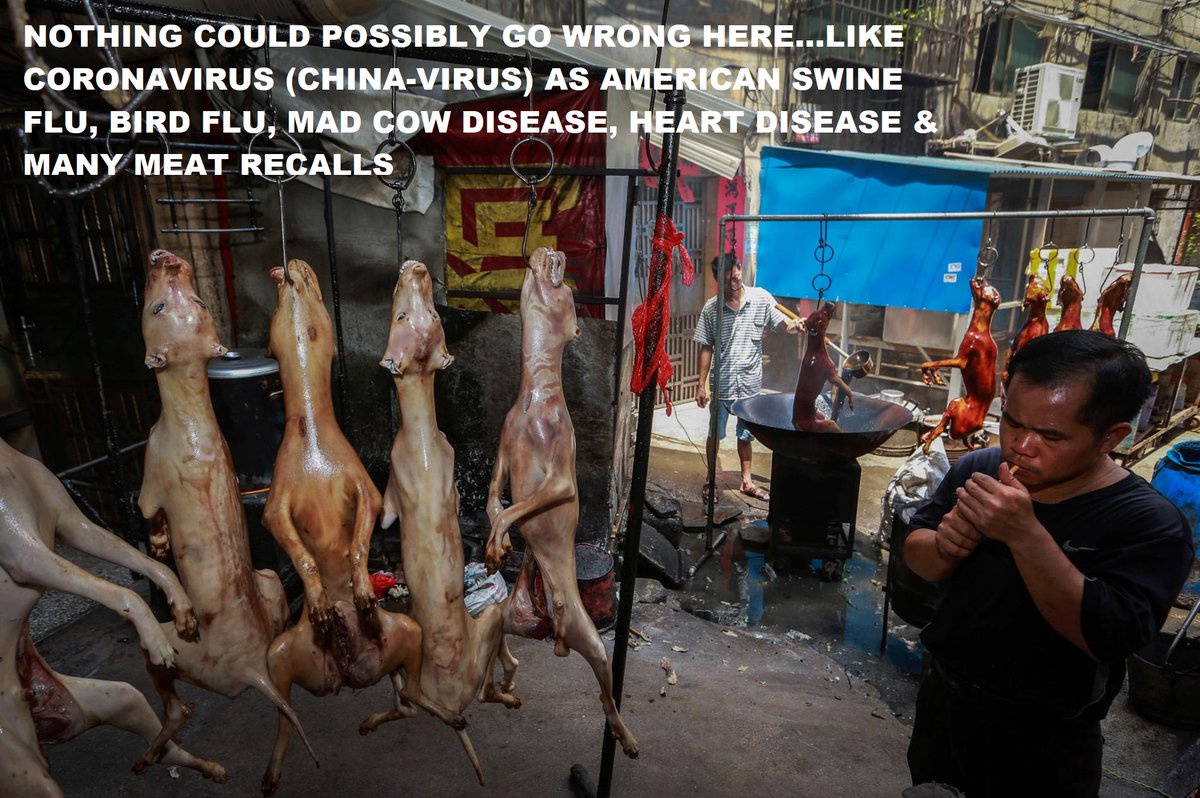 NOTHING COULD POSSIBLY GO WRONG HERE...LIKE
CORONAVIRUS (CHINA-VIRUS) AS AMERICAN SWINE
FLU, BIRD FLU, MAD COW DISEASE, HEART DISEASE &
MANY MEAT RECALLS